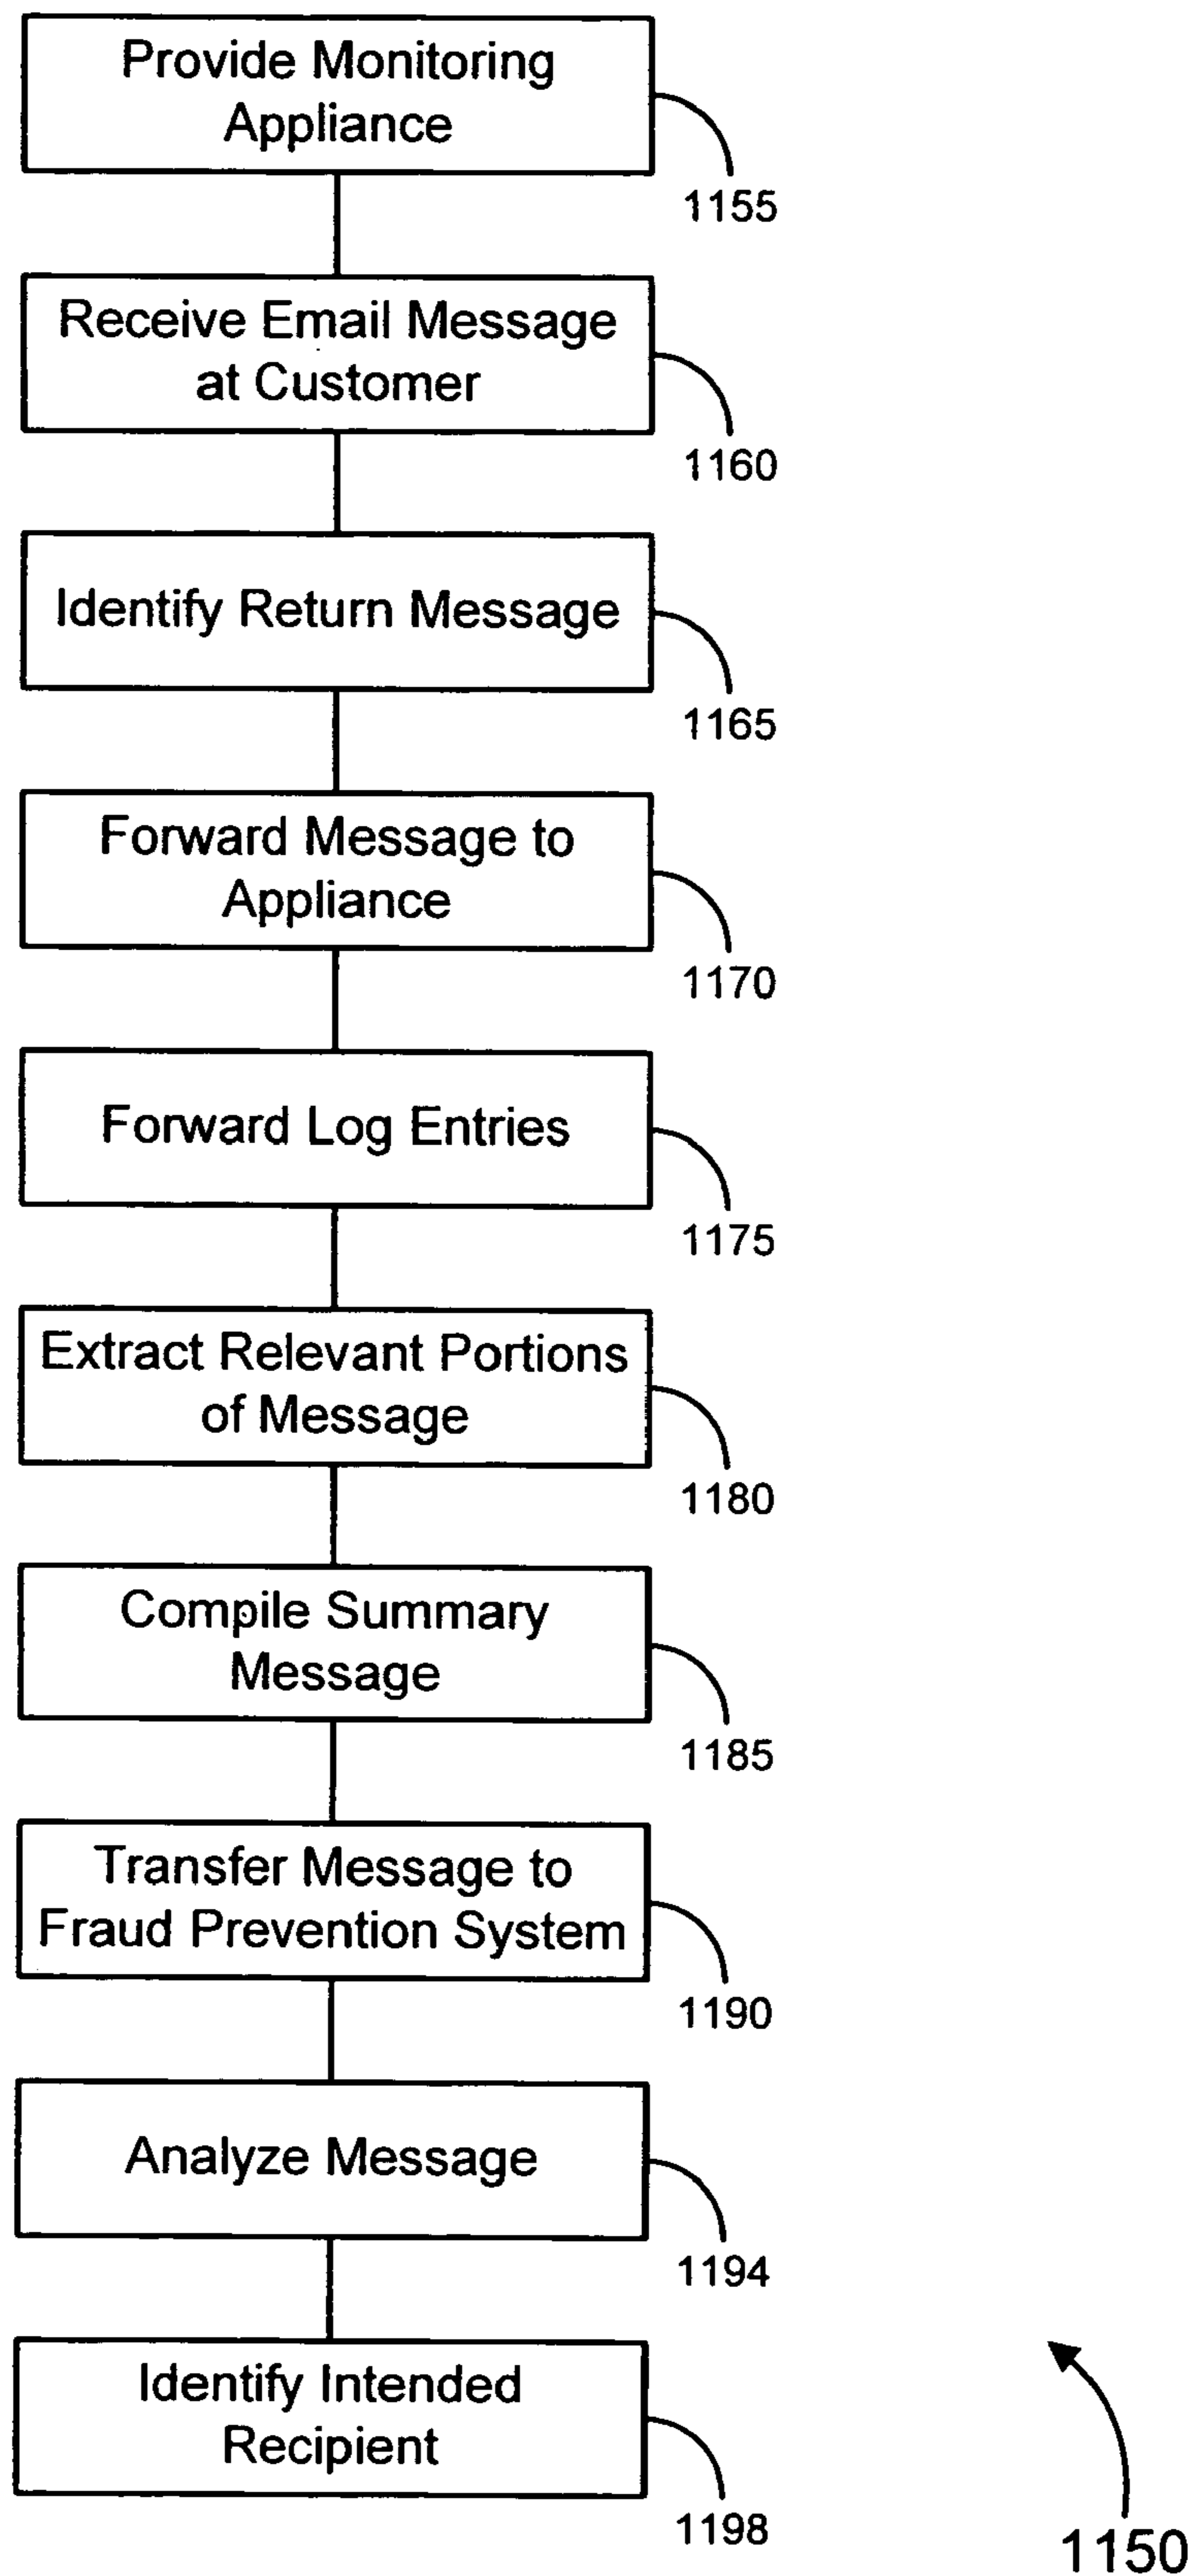 Provide Monitoring
Appliance
1155
Receive Email Message
at Customer
1160
Identify Return Message
1165
Forward Message to
Appliance
1170
Forward Log Entries
1175
Extract Relevant Portions
of Message
1180
Compile Summary
Message
1185
Transfer Message to
Fraud Prevention System
1190
Analyze Message
1194
Identify Intended
Recipient
1198
1150